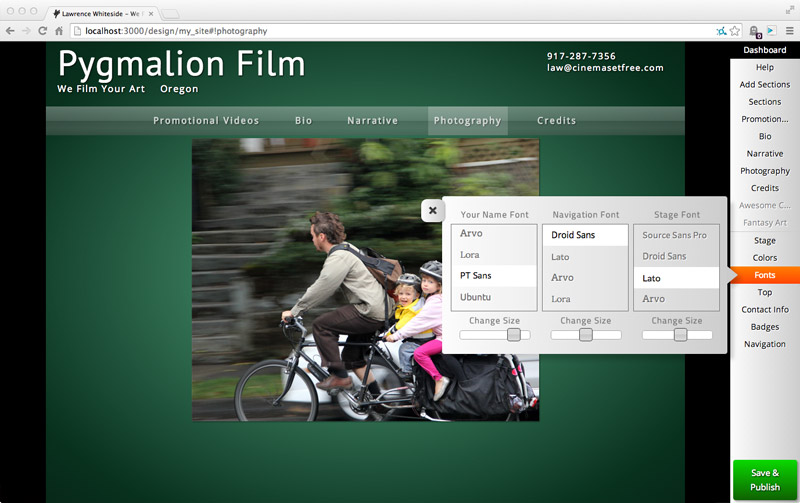 Lawrence Whiteside – We F
localhost:3000/design/my_site#!photography
Pygmalion Film
We Film Your Art Oregon
917-287-7356
law@cinemasetfree.com
Promotional Videos Bio Narrative Photography Credits
Your Name Font
Arvo
Lora
PT Sans
Ubuntu
Change Size
Navigation Font
Droid Sans
Lato
Arvo
Lora
Change Size
Stage Font
Source Sans Pro
Droid Sans
Lato
Arvo
Change Size
Dashboard
Help
Add Sections
Sections
Promotion...
Bio
Narrative
Photography
Credits
Awesome C...
Fantasy Art
Stage
Colors
Fonts
Top
Contact Info
Badges
Navigation
Save &
Publish